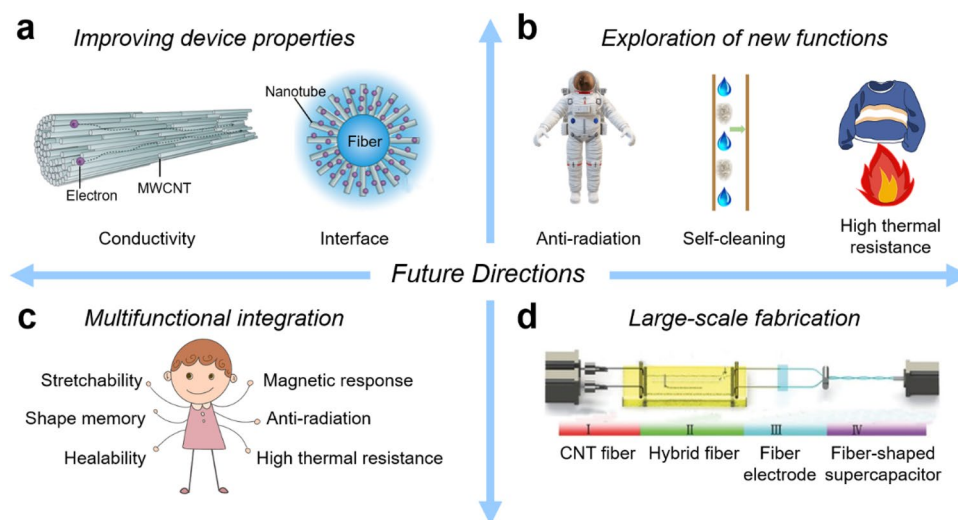 a
Improving device properties
Nanotube
Fiber
Electron
MWCNT
Conductivity
Interface
b
Exploration of new functions
Anti-radiation
Self-cleaning
High thermal
resistance
Future Directions
c
Multifunctional integration
Stretchability
Magnetic response
Shape memory
Anti-radiation
Healability
High thermal resistance
d
Large-scale fabrication
I
II
III
IV
CNT fiber
Hybrid fiber
Fiber
electrode
Fiber-shaped
supercapacitor